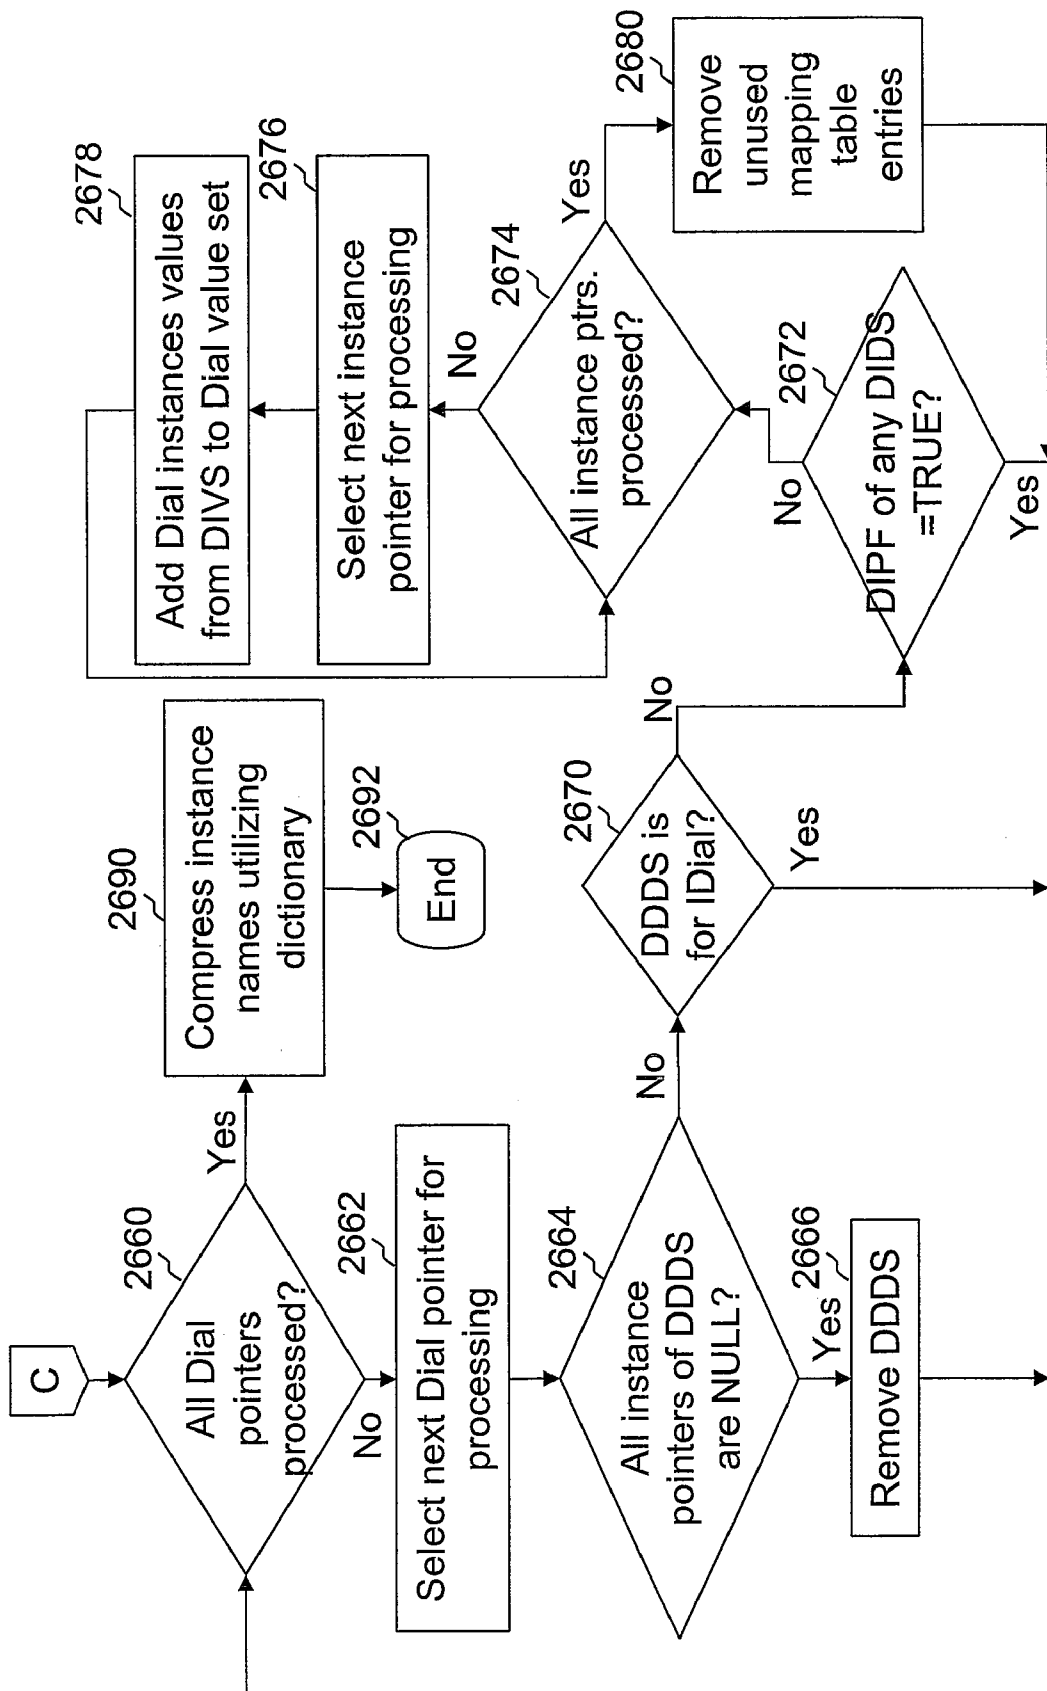 C
2660
All Dial
pointers
processed?
Yes
No
2690
Compress instance
names utilizing
dictionary
2692
End
2662
Select next Dial pointer for
processing
2664
All instance
pointers of DDDS
are NULL?
No
Yes
2666
Remove DDDS
2670
DDDS is
for IDial?
No
Yes
2672
DIPF of any DIDS
=TRUE?
No
Yes
2674
All instance ptrs.
processed?
No
Yes
2676
Select next instance
pointer for processing
2678
Add Dial instances values
from DIVS to Dial value set
2680
Remove
unused
mapping
table
entries